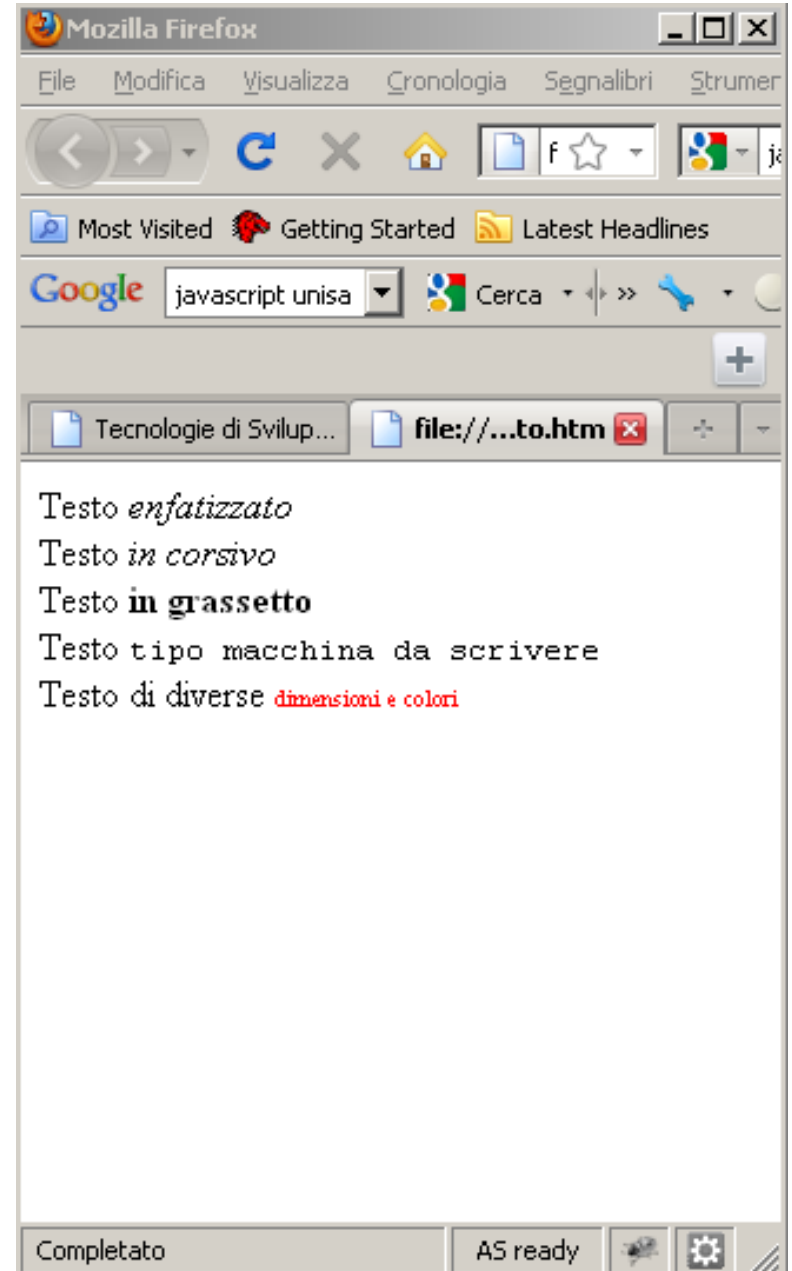 Mozilla Firefox
File Modifica Visualizza Cronologia Segnalibri Strumen
f
Most Visited Getting Started Latest Headlines
Google javascript unisa Cerca
Tecnologie di Svilup... file://...to.htm
Testo enfatizzato
Testo in corsivo
Testo in grassetto
Testo tipo macchina da scrivere
Testo di diverse dimensioni e colori
Completato AS ready